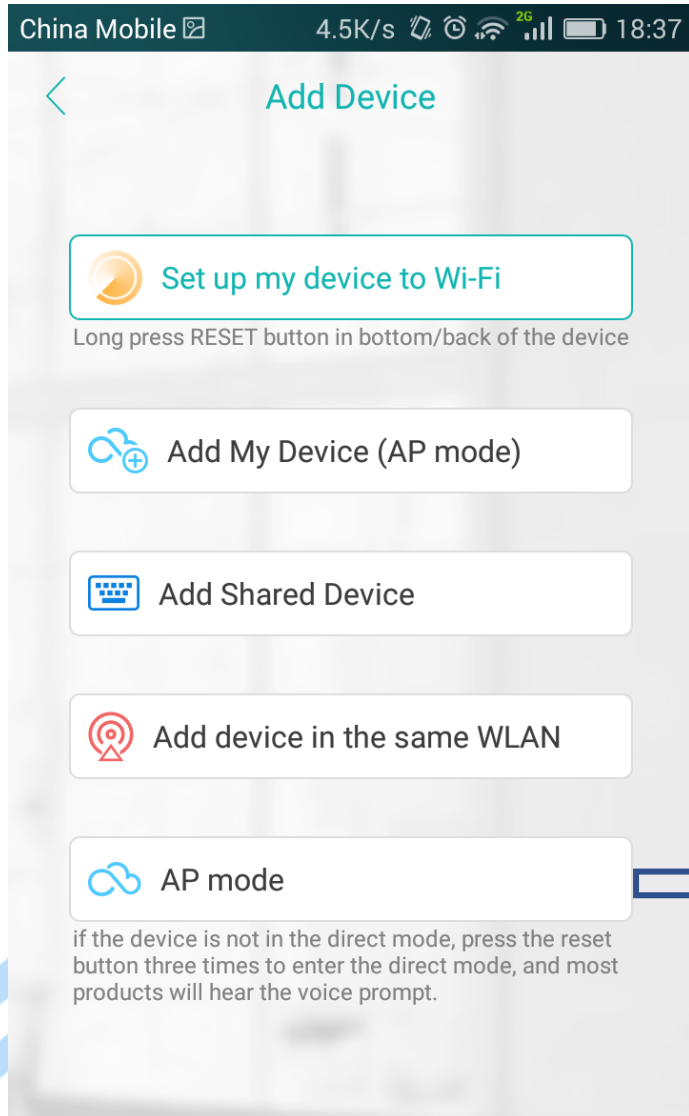 China Mobile 4.5K/s 2G 18:37
Add Device
Set up my device to Wi-Fi
Long press RESET button in bottom/back of the device
Add My Device (AP mode)
Add Shared Device
Add device in the same WLAN
AP mode
if the device is not in the direct mode, press the reset
button three times to enter the direct mode, and most
products will hear the voice prompt.